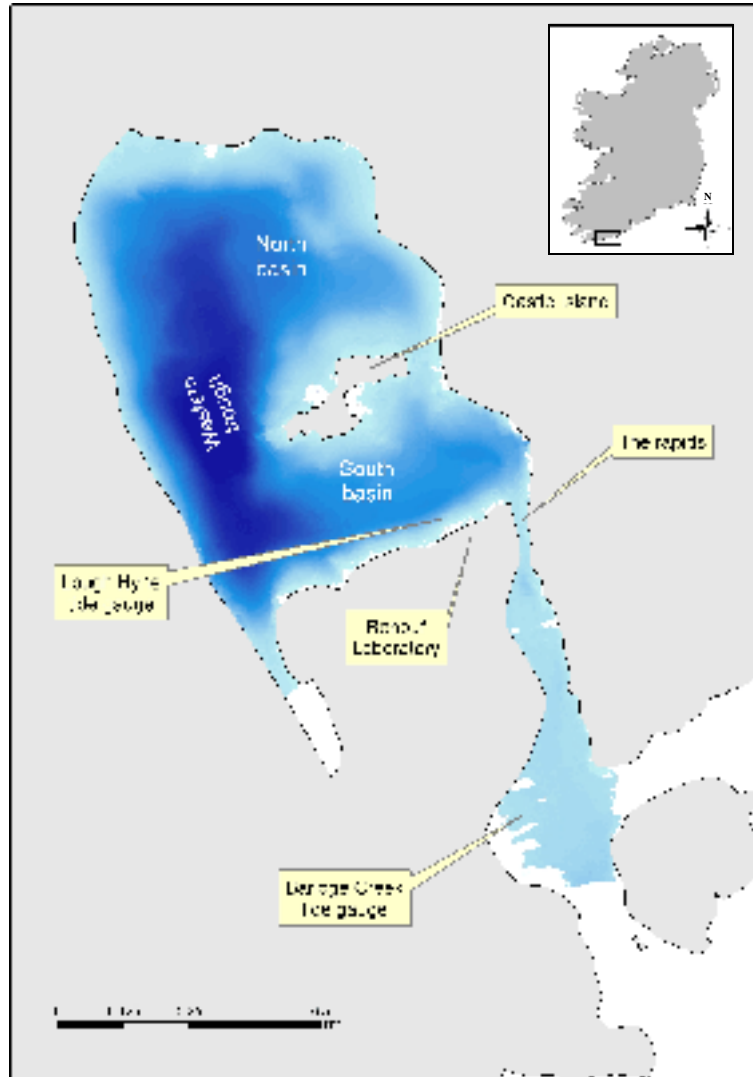 N
North
basin
Castle Island
Western
trough
The rapids
South
basin
Lough Hyne
tide gauge
Renouf
Laboratory
Barloge Creek
tide gauge